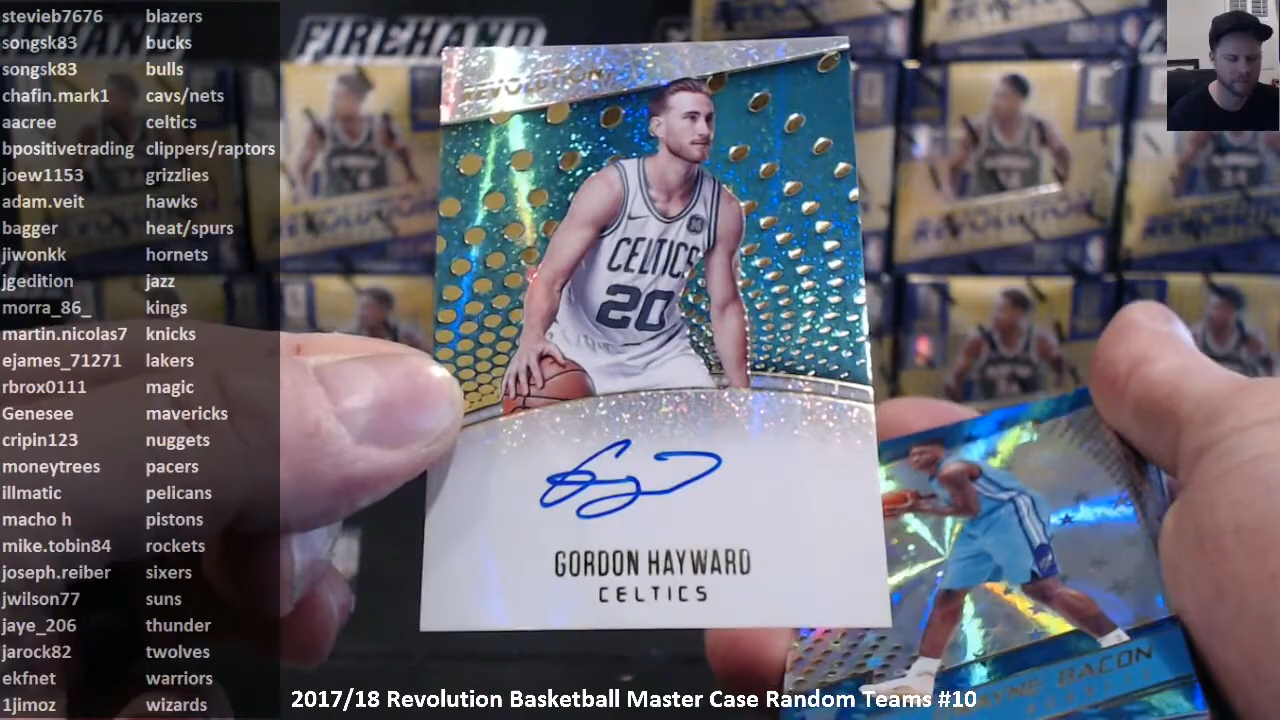 stevieb7676 blazers
songsk83 bucks
songsk83 bulls
chafin.mark1 cavs/nets
aacree celtics
bpositivetrading clippers/raptors
joew1153 grizzlies
adam.veit hawks
bagger heat/spurs
jiwonkk hornets
jgedition jazz
morra_86_ kings
martin.nicolas7 knicks
ejames_71271 lakers
rbrox0111 magic
Genesee mavericks
cripin123 nuggets
moneytrees pacers
illmatic pelicans
macho h pistons
mike.tobin84 rockets
joseph.reiber sixers
jwilson77 suns
jaye_206 thunder
jarock82 twolves
ekfnet warriors
1jimoz wizards
FIREHAND
REVOLUTION
CELTICS
20
GORDON HAYWARD
CELTICS
BACON
2017/18 Revolution Basketball Master Case Random Teams #10